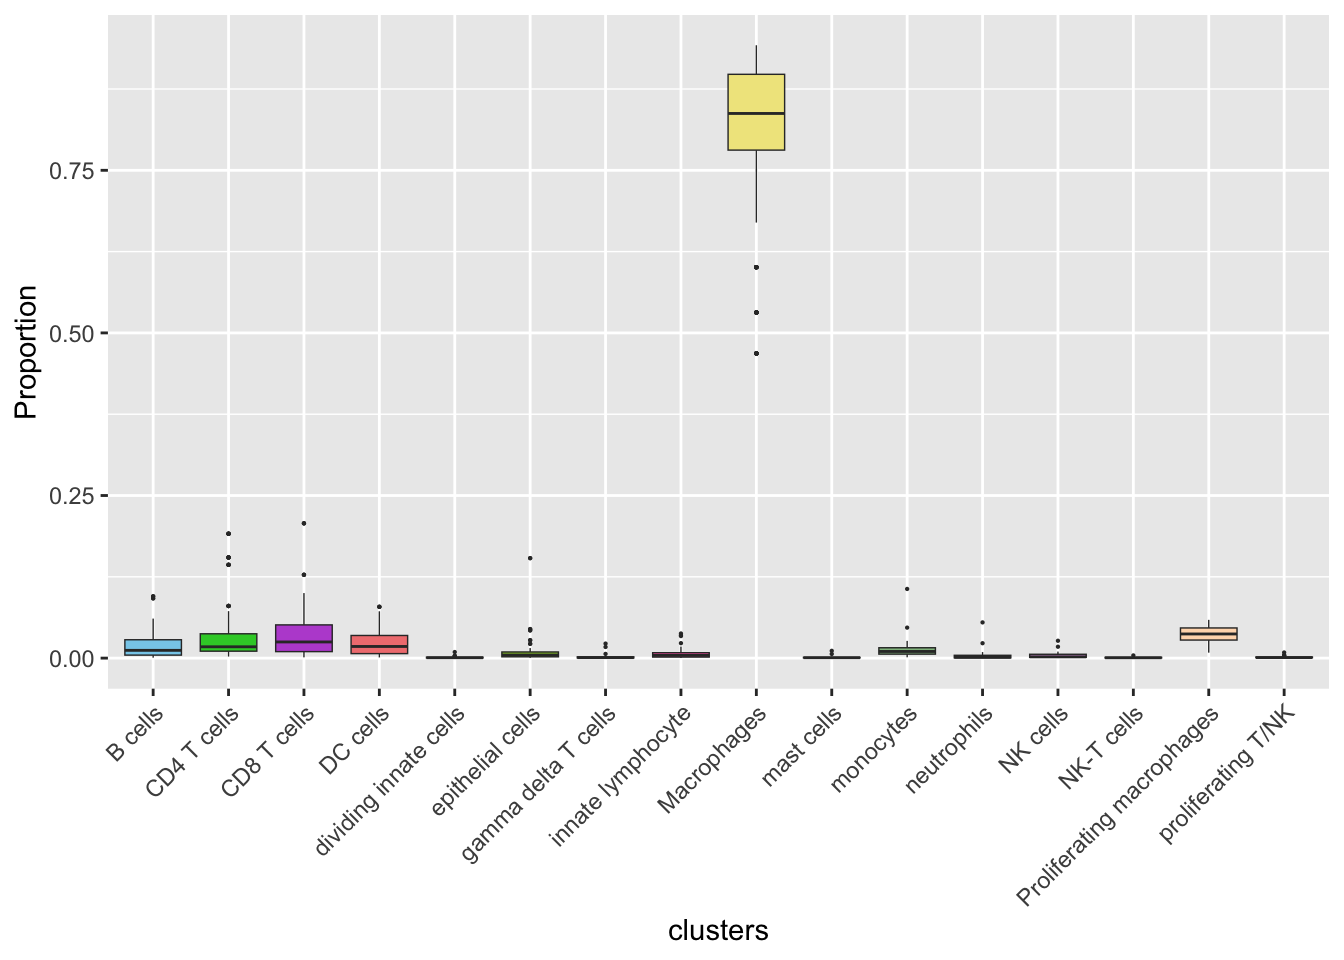 Proportion
0.75
0.50
0.25
0.00
B cells
CD4 T cells
CD8 T cells
DC cells
dividing innate cells
epithelial cells
gamma delta T cells
innate lymphocyte
Macrophages
mast cells
monocytes
neutrophils
NK cells
NK-T cells
Proliferating macrophages
proliferating T/NK
clusters